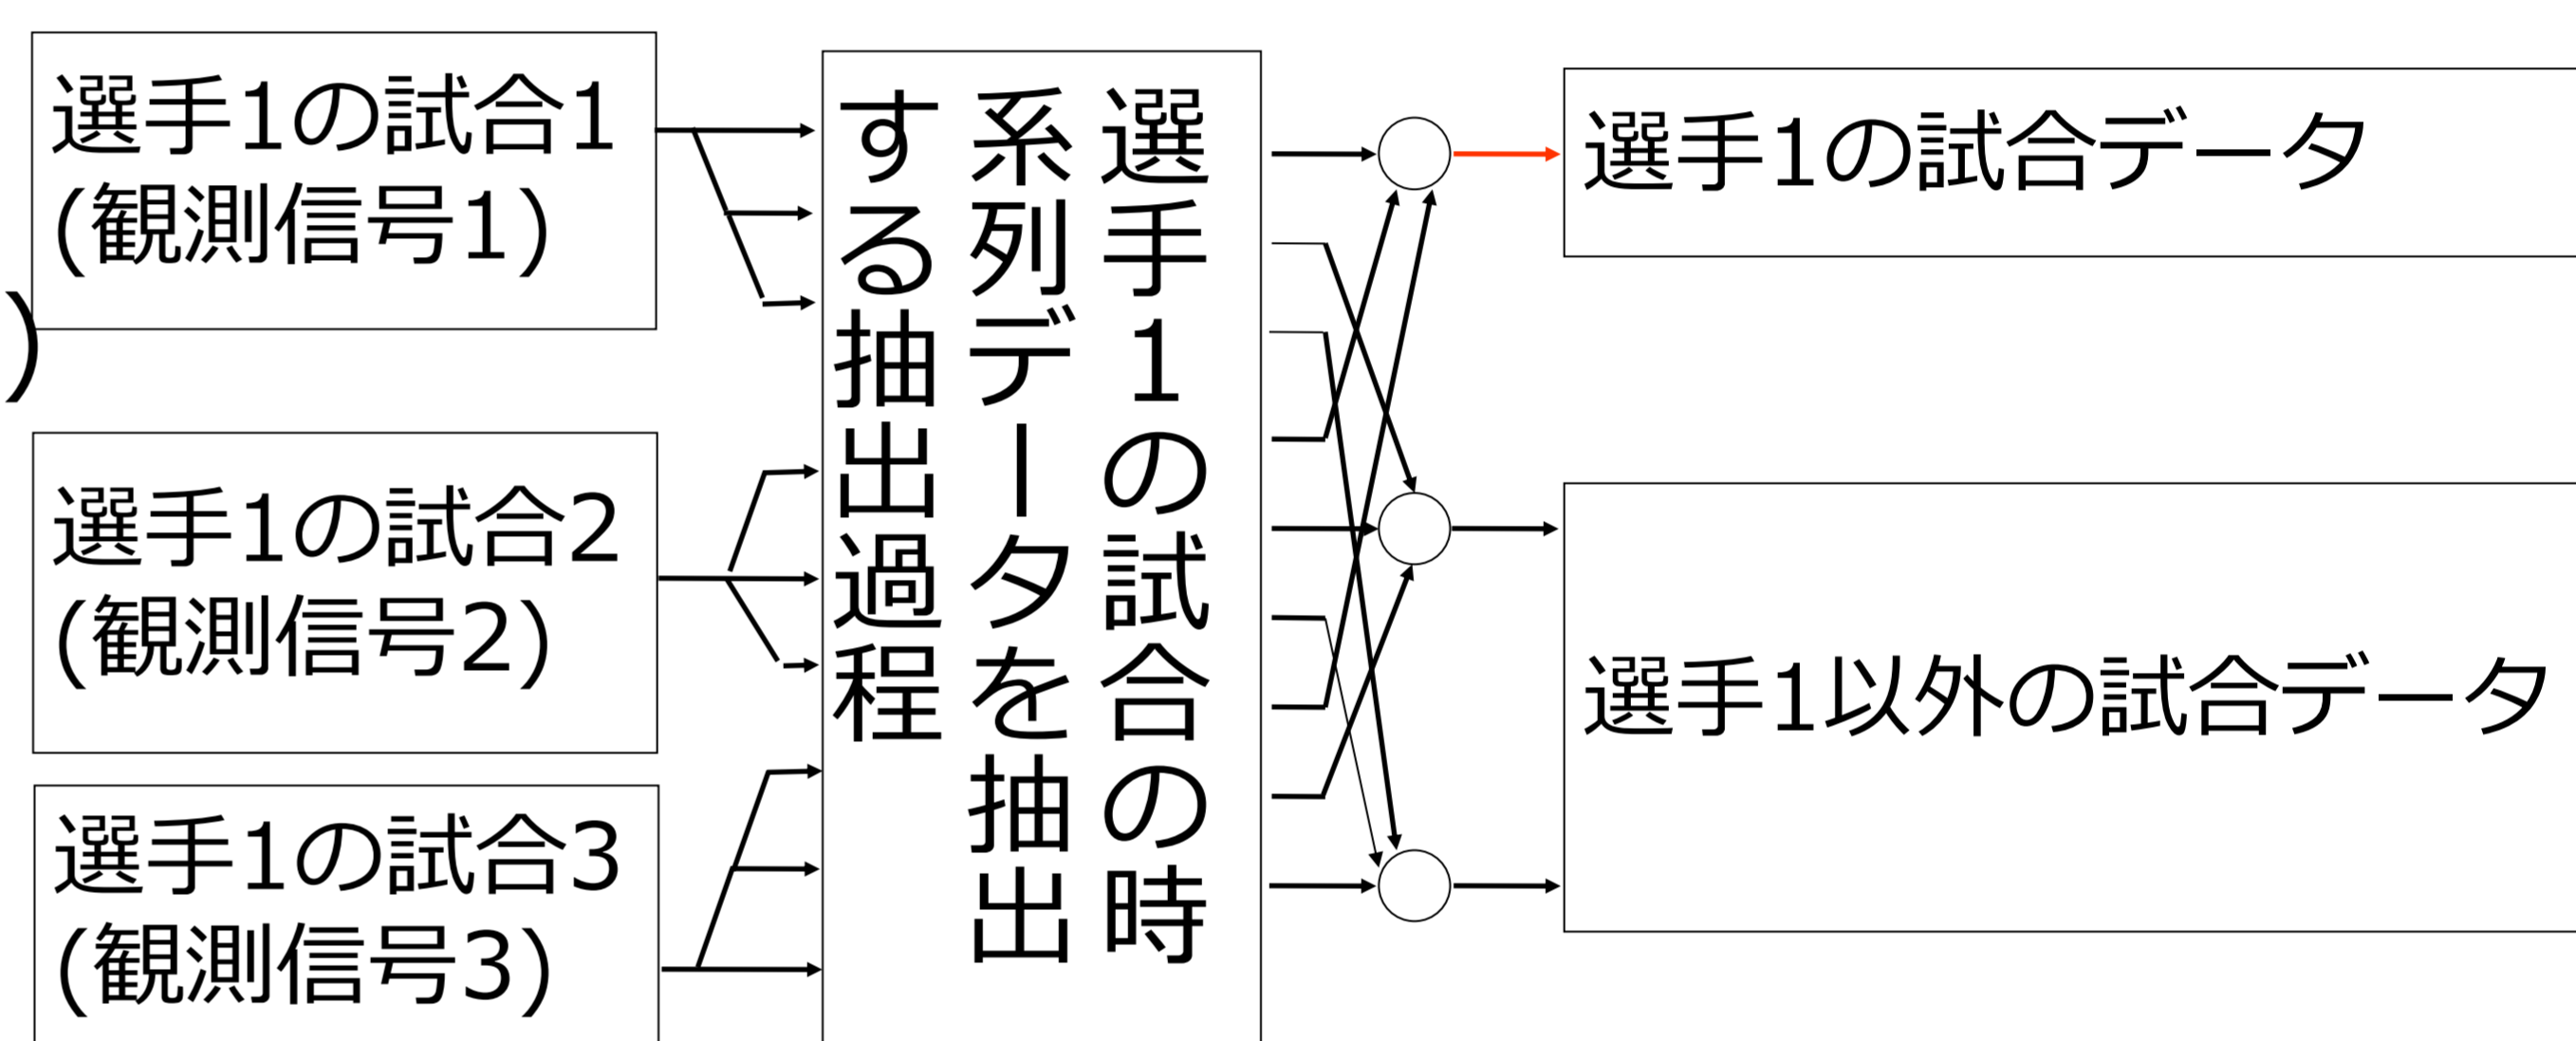 選手1の試合1
(観測信号1)
)
選手1の試合2
(観測信号2)
選手1の試合3
(観測信号3)
選手1の試合の時
系列データを抽出
する抽出過程
選手1の試合データ
選手1以外の試合データ